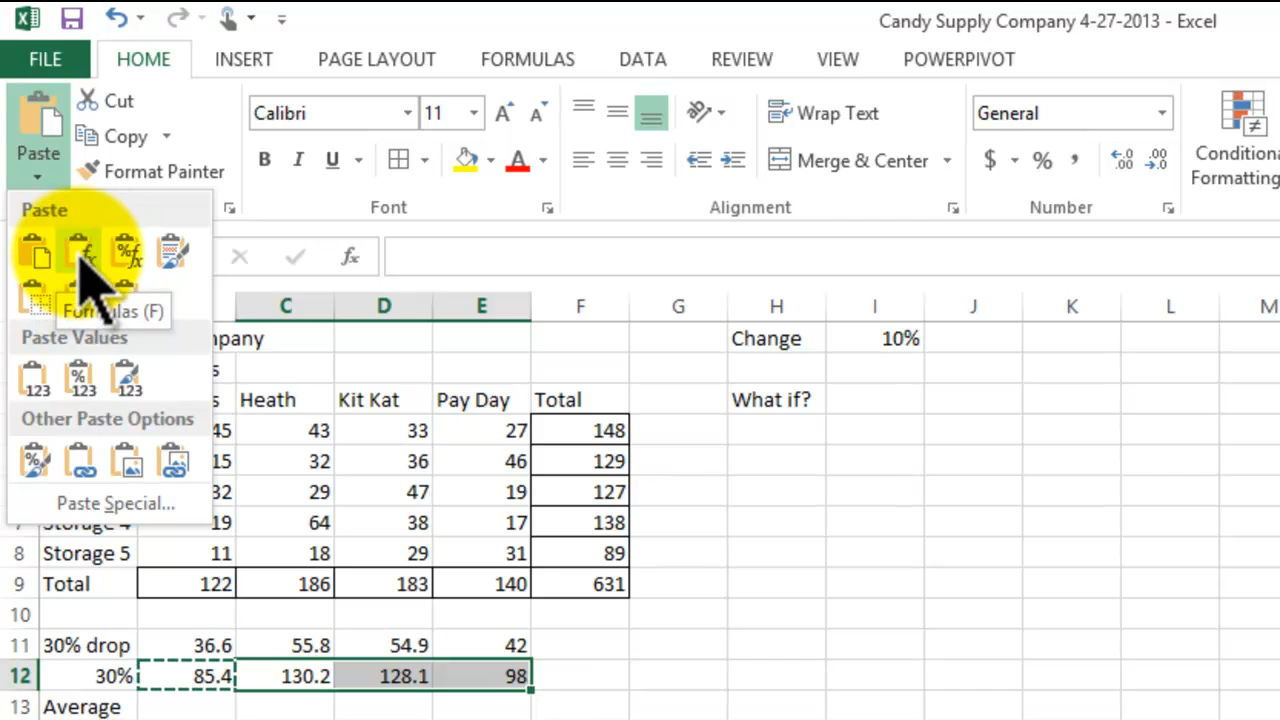 Candy Supply Company 4-27-2013 - Excel
FILE HOME INSERT PAGE LAYOUT FORMULAS DATA REVIEW VIEW POWERPIVOT
Paste
Cut
Copy
Format Painter
Calibri 11
B I U A
Font
Wrap Text
Merge & Center
Alignment
General
$ % ,
Number
Conditional
Formatting
Paste
Formulas (F)
Paste Values
Other Paste Options
Paste Special...
fx
C D E F G H I J K L M
mpany Change 10%
s
s Heath Kit Kat Pay Day Total What if?
45 43 33 27 148
15 32 36 46 129
32 29 47 19 127
7 Storage 4 19 64 38 17 138
8 Storage 5 11 18 29 31 89
9 Total 122 186 183 140 631
10
11 30% drop 36.6 55.8 54.9 42
12 30% 85.4 130.2 128.1 98
13 Average